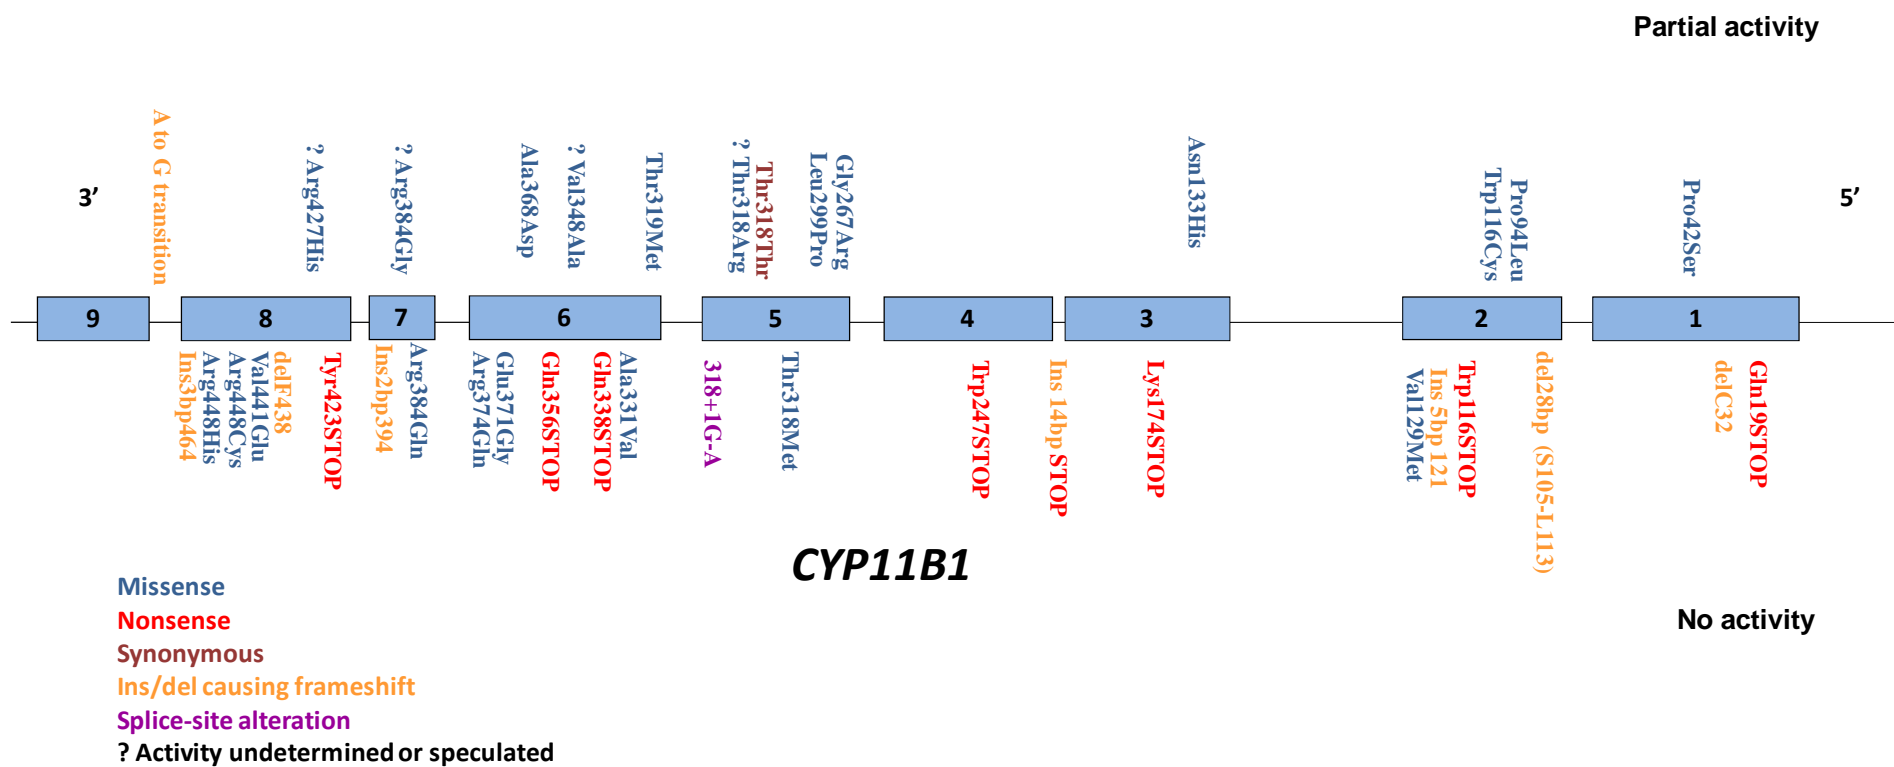 Partial activity
3’
A to G transition
? Arg427His
? Arg384Gly
Ala368Asp
? Val348Ala
Thr319Met
? Thr318Arg
Thr318Thr
Leu299Pro
Gly267Arg
Asn133His
Trp116Cys
Pro94Leu
Pro42Ser
5’
9
8
7
6
5
4
3
2
1
Ins3bp464
Arg448His
Arg448Cys
Val441Glu
delF438
Tyr423STOP
Ins2bp394
Arg384Gln
Arg374Gln
Glu371Gly
Gln356STOP
Gln338STOP
Ala331Val
318+1G-A
Thr318Met
Trp247STOP
Ins 14bp STOP
Lys174STOP
Val129Met
Ins 5bp 121
Trp116STOP
del28bp (S105-L113)
delC32
Gln19STOP
CYP11B1
Missense
Nonsense
Synonymous
Ins/del causing frameshift
Splice-site alteration
? Activity undetermined or speculated
No activity